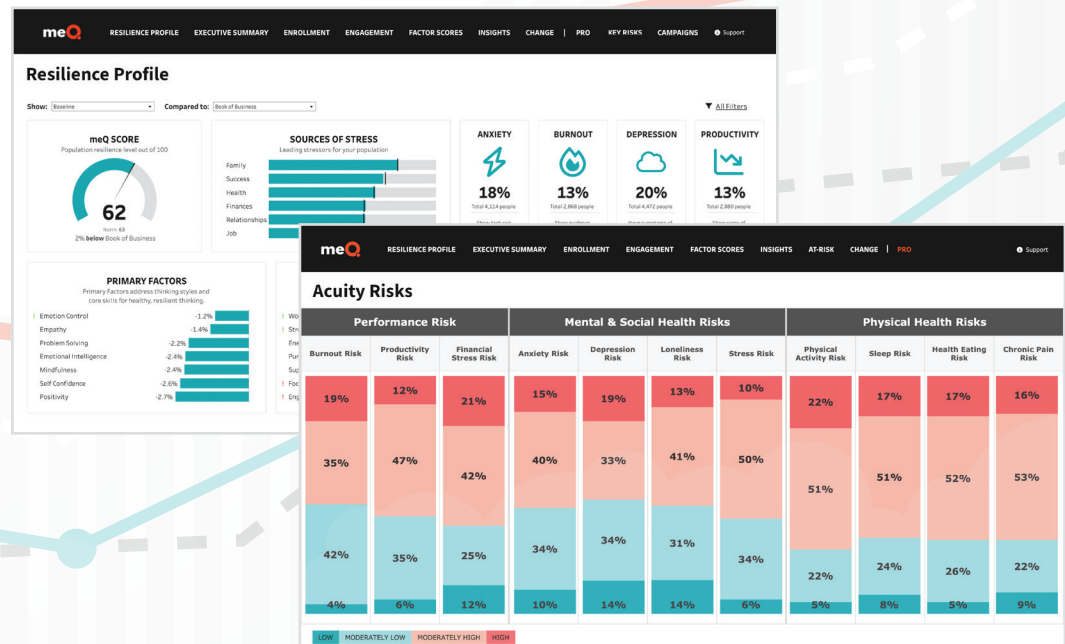 meQ RESILIENCE PROFILE EXECUTIVE SUMMARY ENROLLMENT ENGAGEMENT FACTOR SCORES INSIGHTS CHANGE | PRO KEY RISKS CAMPAIGNS Support
Resilience Profile
Show: Baseline Compared to: Book of Business All Filters
meQ SCORE
Population resilience level out of 100
62
Norm 63
2% below Book of Business
SOURCES OF STRESS
Leading stressors for your population
Family
Success
Health
Finances
Relationships
Job
ANXIETY
18%
Total 4,114 people
BURNOUT
13%
Total 2,868 people
DEPRESSION
20%
Total 4,472 people
PRODUCTIVITY
13%
Total 2,880 people
PRIMARY FACTORS
Primary Factors address thinking styles and
core skills for healthy, resilient thinking.
! Emotion Control -1.2%
Empathy -1.4%
Problem Solving -2.2%
Emotional Intelligence -2.4%
Mindfulness -2.4%
Self Confidence -2.6%
Positivity -2.7%
! Wo
! Stre
Ene
Pur
Sup
! Foc
! Eng
meQ RESILIENCE PROFILE EXECUTIVE SUMMARY ENROLLMENT ENGAGEMENT FACTOR SCORES INSIGHTS AT-RISK CHANGE | PRO Support
Acuity Risks
Performance Risk Mental & Social Health Risks Physical Health Risks
Burnout Risk Productivity Risk Financial Stress Risk Anxiety Risk Depression Risk Loneliness Risk Stress Risk Physical Activity Risk Sleep Risk Health Eating Risk Chronic Pain Risk
19% 12% 21% 15% 19% 13% 10% 22% 17% 17% 16%
35% 47% 42% 40% 33% 41% 50% 51% 51% 52% 53%
42% 35% 25% 34% 34% 31% 34% 22% 24% 26% 22%
4% 6% 12% 10% 14% 14% 6% 5% 8% 5% 9%
LOW MODERATELY LOW MODERATELY HIGH HIGH